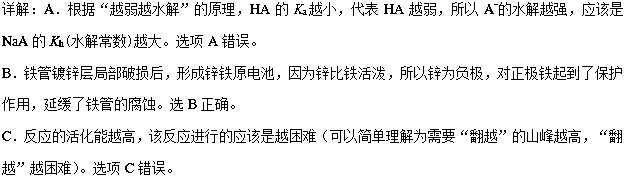 详解：A．根据“越弱越水解”的原理，HA 的 Ka越小，代表 HA 越弱，所以 A⁻的水解越强，应该是
NaA 的 Kh(水解常数)越大。选项 A 错误。
B．铁管镀锌层局部破损后，形成锌铁原电池，因为锌比铁活泼，所以锌为负极，对正极铁起到了保护
作用，延缓了铁管的腐蚀。选 B 正确。
C．反应的活化能越高，该反应进行的应该是越困难（可以简单理解为需要“翻越”的山峰越高，“翻
越”越困难）。选项 C 错误。